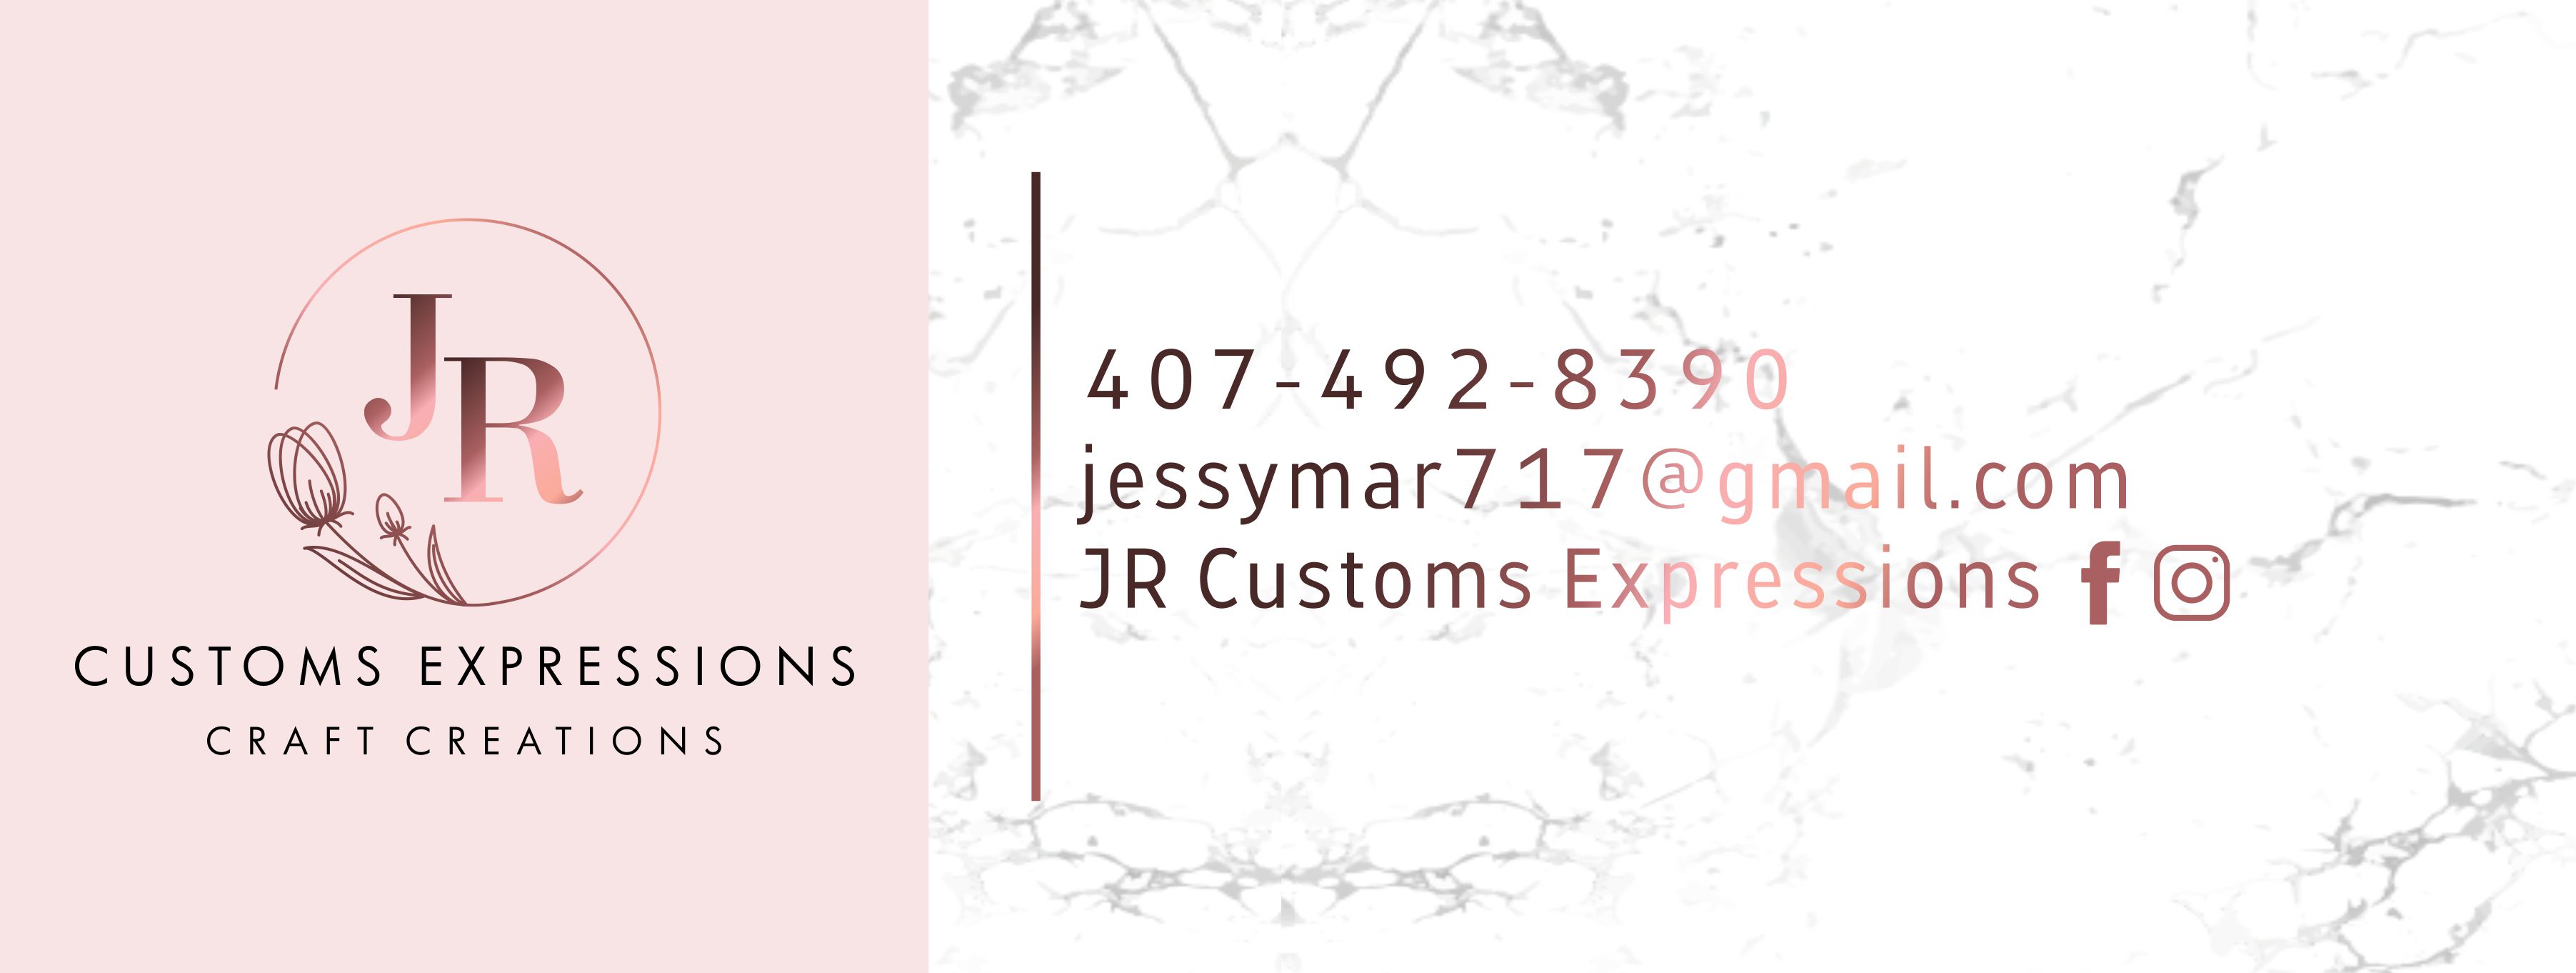 JR
CUSTOMS EXPRESSIONS
CRAFT CREATIONS
407-492-8390
jessymar717@gmail.com
JR Customs Expressions